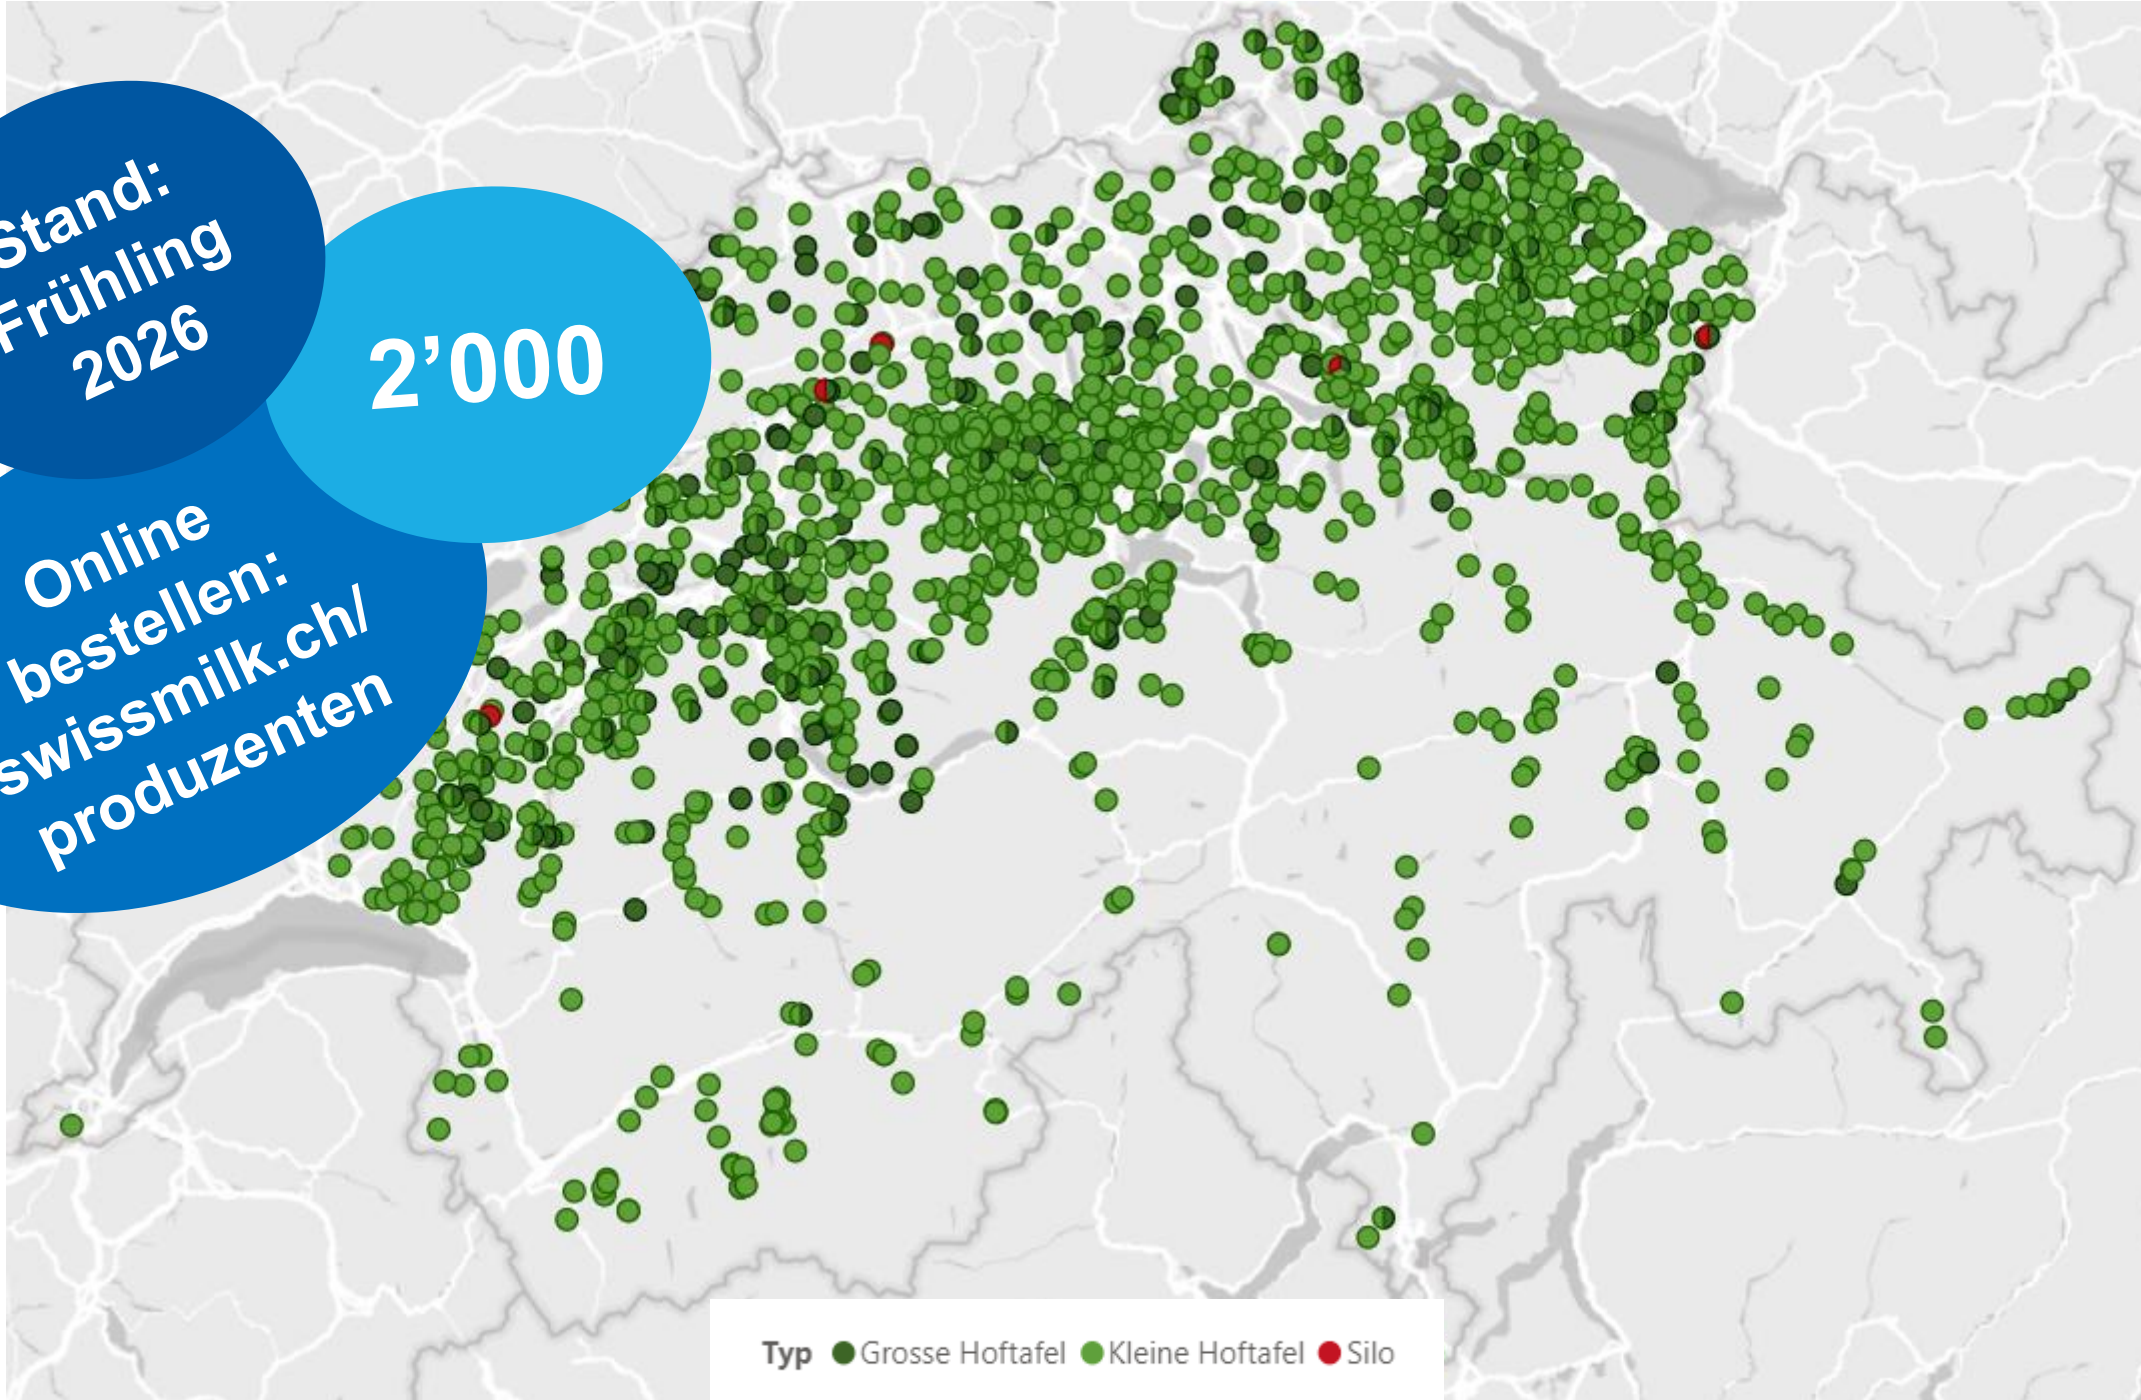 Stand:
Frühling
2026
2’000
Online
bestellen:
swissmilk.ch/
produzenten
Typ Grosse Hoftafel Kleine Hoftafel Silo